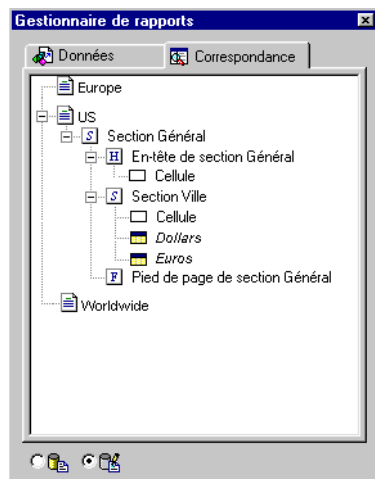 Gestionnaire de rapports
Données Correspondance
Europe
US
S Section Général
H En-tête de section Général
Cellule
S Section Ville
Cellule
Dollars
Euros
F Pied de page de section Général
Worldwide